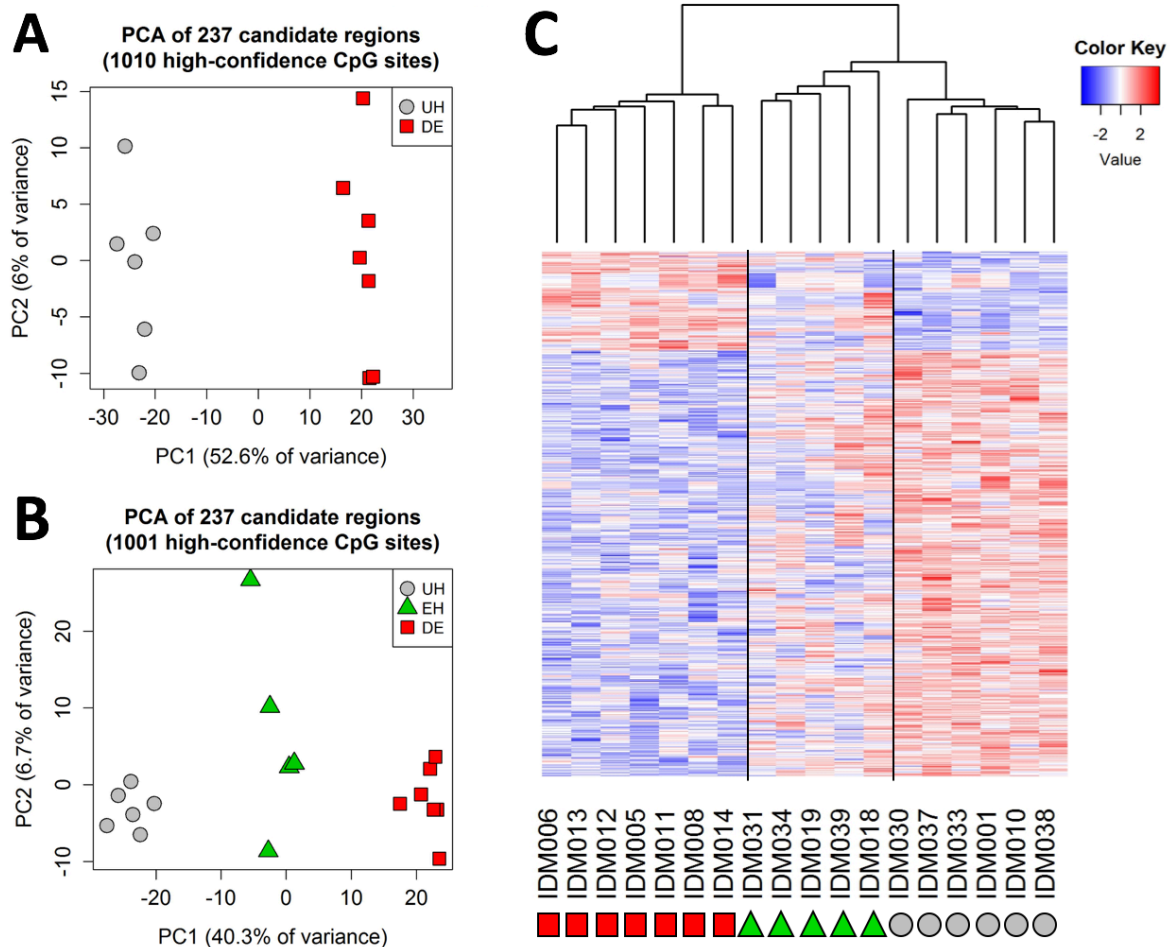 A
PCA of 237 candidate regions
(1010 high-confidence CpG sites)
UH
DE
15
10
5
0
-5
-10
PC2 (6% of variance)
-30
-20
-10
0
10
20
30
PC1 (52.6% of variance)
B
PCA of 237 candidate regions
(1001 high-confidence CpG sites)
UH
EH
DE
20
10
0
-10
PC2 (6.7% of variance)
-20
-10
0
10
20
PC1 (40.3% of variance)
C
Color Key
-2
2
Value
IDM006
IDM013
IDM012
IDM005
IDM011
IDM008
IDM014
IDM031
IDM034
IDM019
IDM039
IDM018
IDM030
IDM037
IDM033
IDM001
IDM010
IDM038